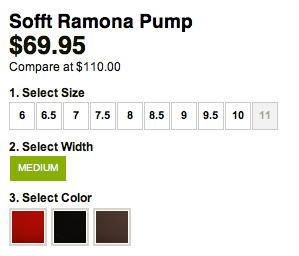 Sofft Ramona Pump
$69.95
Compare at $110.00
1. Select Size
6 6.5 7 7.5 8 8.5 9 9.5 10 11
2. Select Width
MEDIUM
3. Select Color